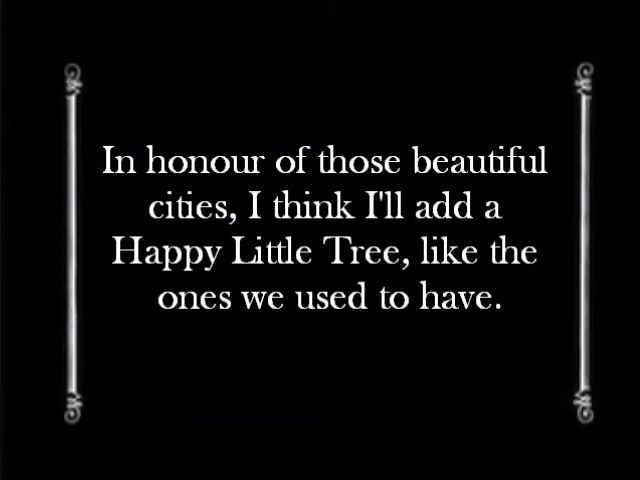 In honour of those beautiful
cities, I think I'll add a
Happy Little Tree, like the
ones we used to have.